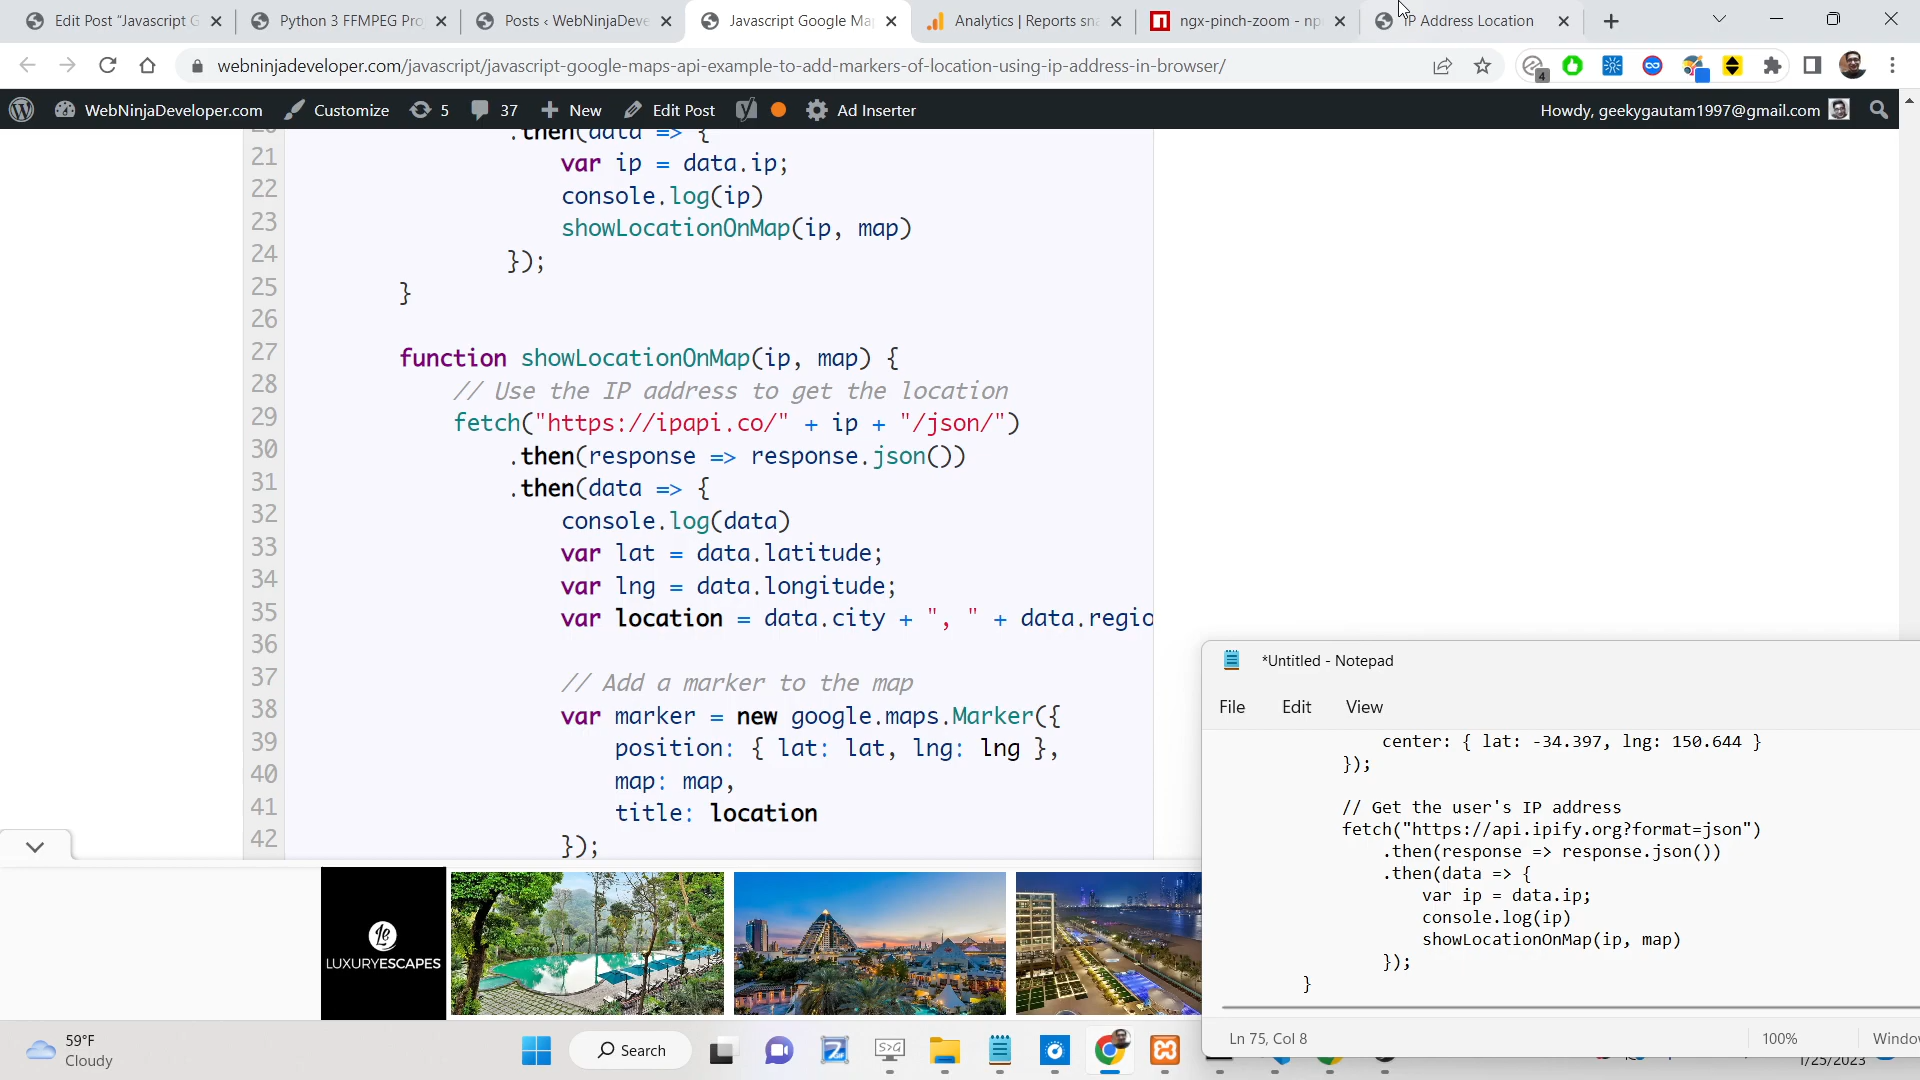 Edit Post "Javascript G
Python 3 FFMPEG Pro
Posts ‹ WebNinjaDeve
Javascript Google Ma
Analytics | Reports sna
ngx-pinch-zoom - np
IP Address Location
webninjadeveloper.com/javascript/javascript-google-maps-api-example-to-add-markers-of-location-using-ip-address-in-browser/
4
WebNinjaDeveloper.com
Customize
5
37
New
Edit Post
Ad Inserter
Howdy, geekygautam1997@gmail.com
.then(data => {
21 var ip = data.ip;
22 console.log(ip)
23 showLocationOnMap(ip, map)
24 });
25 }
26
27 function showLocationOnMap(ip, map) {
28 // Use the IP address to get the location
29 fetch("https://ipapi.co/" + ip + "/json/")
30 .then(response => response.json())
31 .then(data => {
32 console.log(data)
33 var lat = data.latitude;
34 var lng = data.longitude;
35 var location = data.city + ", " + data.regio
36
37 // Add a marker to the map
38 var marker = new google.maps.Marker({
39 position: { lat: lat, lng: lng },
40 map: map,
41 title: location
42 });
*Untitled - Notepad
File Edit View
center: { lat: -34.397, lng: 150.644 }
});
// Get the user's IP address
fetch("https://api.ipify.org?format=json")
.then(response => response.json())
.then(data => {
var ip = data.ip;
console.log(ip)
showLocationOnMap(ip, map)
});
}
Ln 75, Col 8
100%
Windo
le
LUXURYESCAPES
59°F
Cloudy
Search
1/25/2023